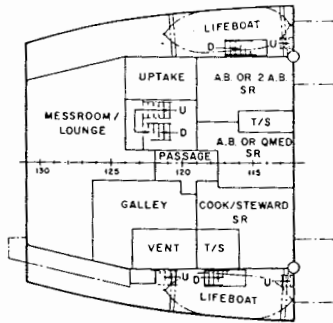 LIFEBOAT
D U
UPTAKE
A.B. OR 2 A.B.
SR
U
D
MESSROOM/
LOUNGE
T/S
A.B. OR QMED
SR
PASSAGE
130 125 120 115
GALLEY
COOK/STEWARD
SR
VENT
T/S
U D U
LIFEBOAT